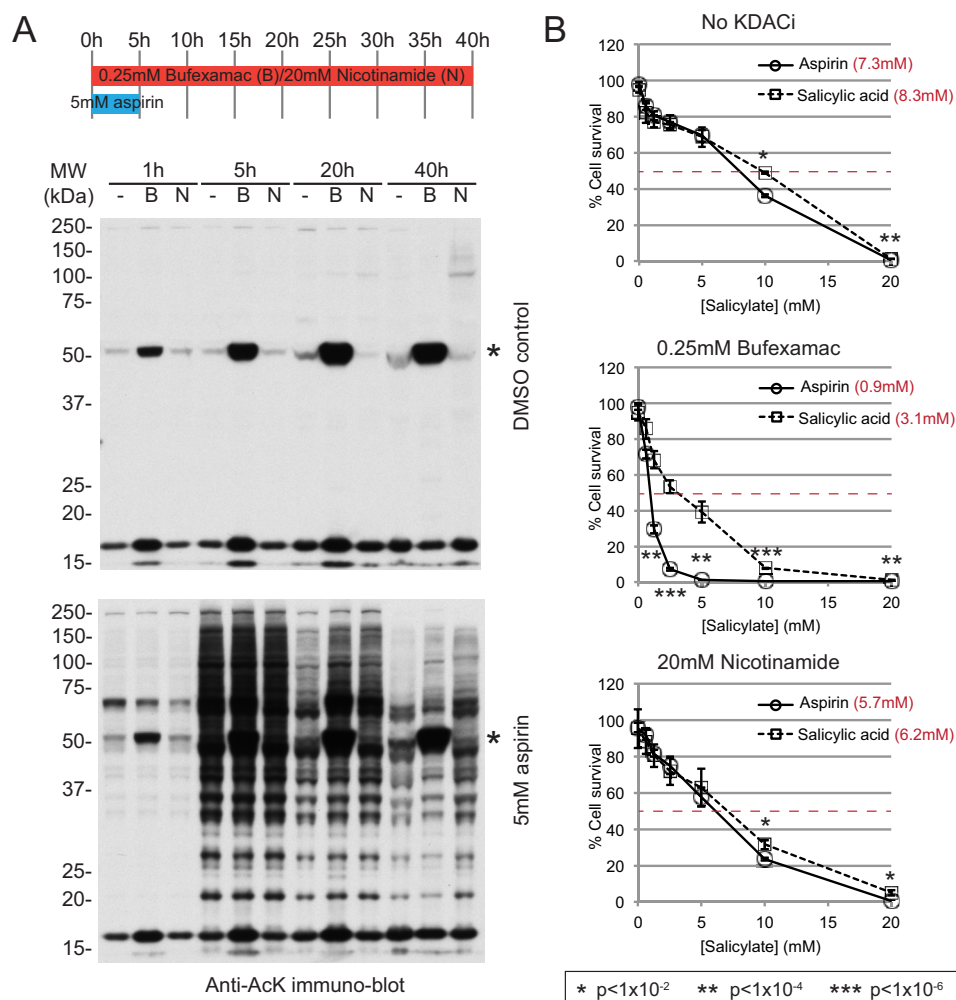 A
0h 5h 10h 15h 20h 25h 30h 35h 40h
0.25mM Bufexamac (B)/20mM Nicotinamide (N)
5mM aspirin
MW 1h 5h 20h 40h
(kDa) - B N - B N - B N - B N
250-
150-
100-
75-
50-
*
37-
25-
20-
15-
DMSO control
250-
150-
100-
75-
50-
*
37-
25-
20-
15-
5mM aspirin
Anti-AcK immuno-blot
B
No KDACi
120
100
80
60
40
20
0
% Cell survival
Aspirin (7.3mM)
Salicylic acid (8.3mM)
*
**
0 5 10 15 20
[Salicylate] (mM)
0.25mM Bufexamac
120
100
80
60
40
20
0
% Cell survival
Aspirin (0.9mM)
Salicylic acid (3.1mM)
** ** *** **
***
0 5 10 15 20
[Salicylate] (mM)
20mM Nicotinamide
120
100
80
60
40
20
0
% Cell survival
Aspirin (5.7mM)
Salicylic acid (6.2mM)
*
*
0 5 10 15 20
[Salicylate] (mM)
* p<1x10⁻² ** p<1x10⁻⁴ *** p<1x10⁻⁶